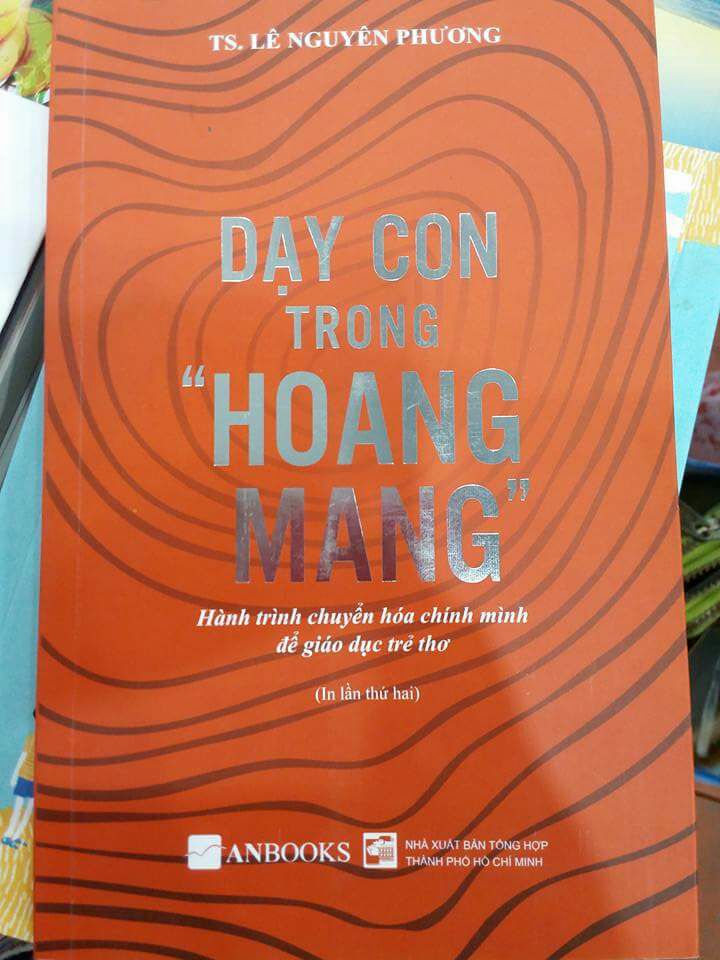 TS. LÊ NGUYÊN PHƯƠNG
DẠY CON
TRONG
“HOANG
MANG”
Hành trình chuyển hóa chính mình
để giáo dục trẻ thơ
(In lần thứ hai)
ANBOOKS
NHÀ XUẤT BẢN TỔNG HỢP
THÀNH PHỐ HỒ CHÍ MINH